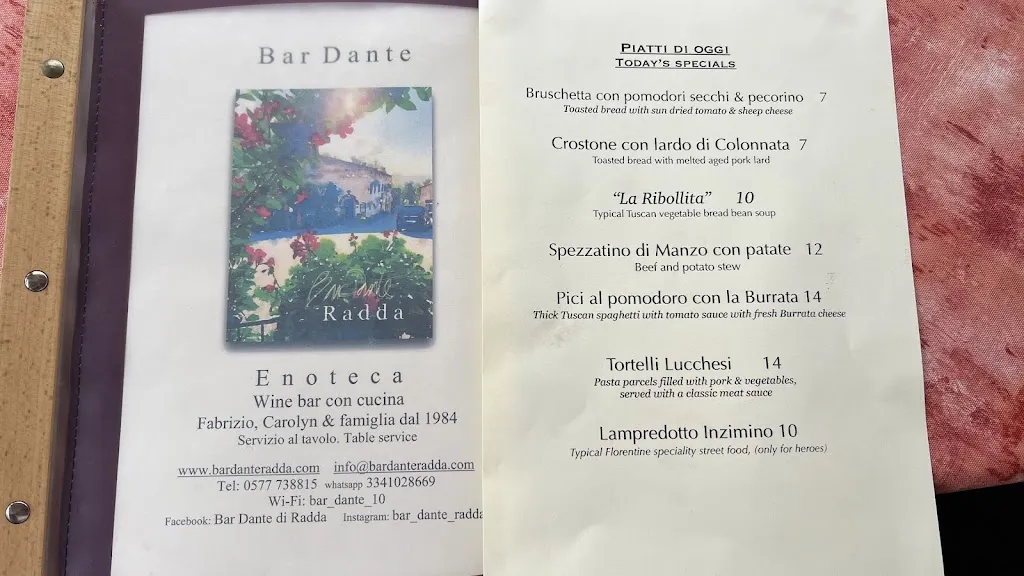 Bar Dante
Radda
Enoteca
Wine bar con cucina
Fabrizio, Carolyn & famiglia dal 1984
Servizio al tavolo. Table service
www.bardanteradda.com info@bardanteradda.com
Tel: 0577 738815 whatsapp 3341028669
Wi-Fi: bar_dante_10
Facebook: Bar Dante di Radda Instagram: bar_dante_radda
PIATTI DI OGGI
TODAY'S SPECIALS
Bruschetta con pomodori secchi & pecorino 7
Toasted bread with sun dried tomato & sheep cheese
Crostone con lardo di Colonnata 7
Toasted bread with melted aged pork lard
"La Ribollita" 10
Typical Tuscan vegetable bread bean soup
Spezzatino di Manzo con patate 12
Beef and potato stew
Pici al pomodoro con la Burrata 14
Thick Tuscan spaghetti with tomato sauce with fresh Burrata cheese
Tortelli Lucchesi 14
Pasta parcels filled with pork & vegetables,
served with a classic meat sauce
Lampredotto Inzimino 10
Typical Florentine speciality street food, (only for heroes)